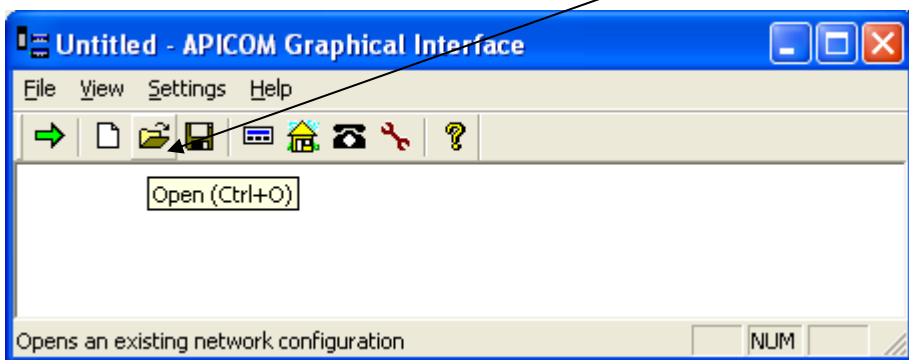 Untitled - APICOM Graphical Interface
File View Settings Help
Open (Ctrl+O)
Opens an existing network configuration NUM